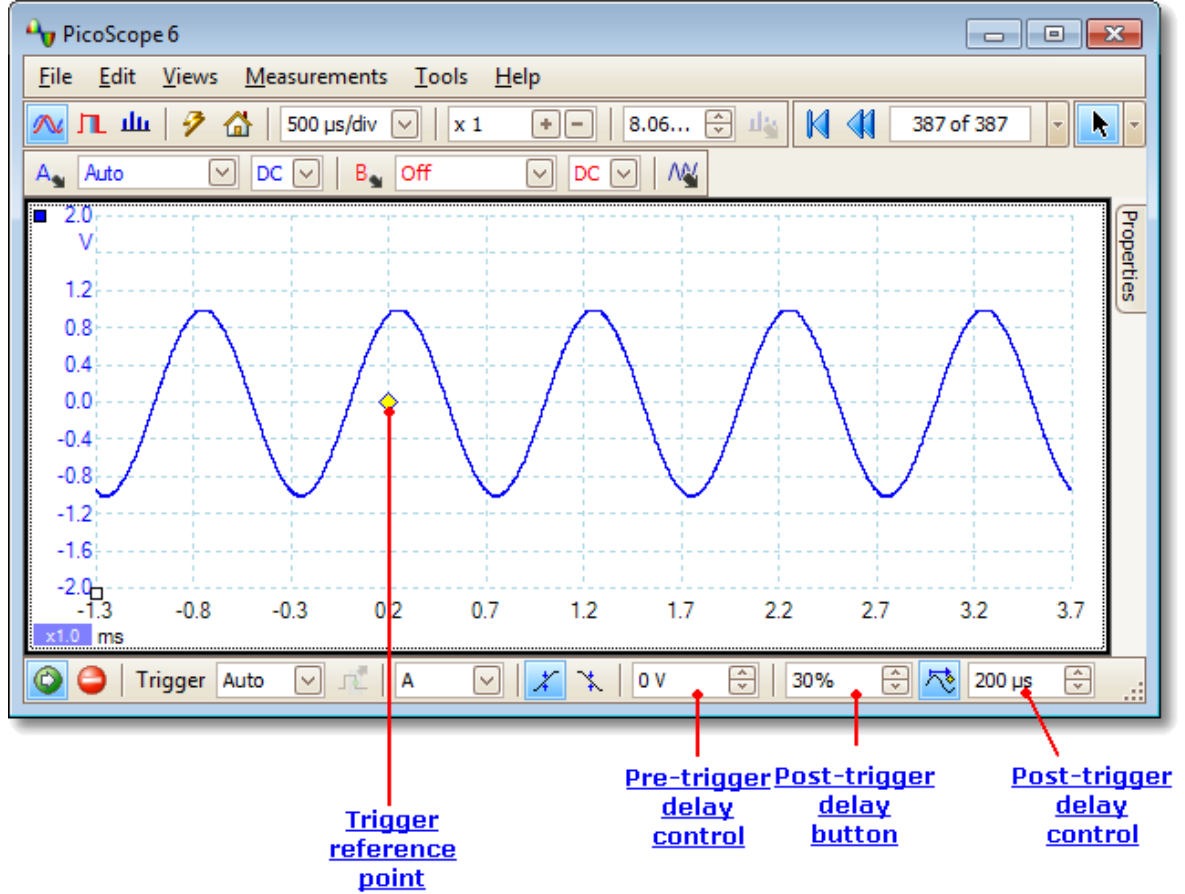 PicoScope 6
File Edit Views Measurements Tools Help
500 µs/div x 1 8.06... 387 of 387
A Auto DC B Off DC
Properties
2.0
V
1.2
0.8
0.4
0.0
-0.4
-0.8
-1.2
-1.6
-2.0
-1.3 -0.8 -0.3 0.2 0.7 1.2 1.7 2.2 2.7 3.2 3.7
x1.0 ms
Trigger Auto A 0 V 30% 200 µs
Trigger
reference
point
Pre-trigger
delay
control
Post-trigger
delay
button
Post-trigger
delay
control